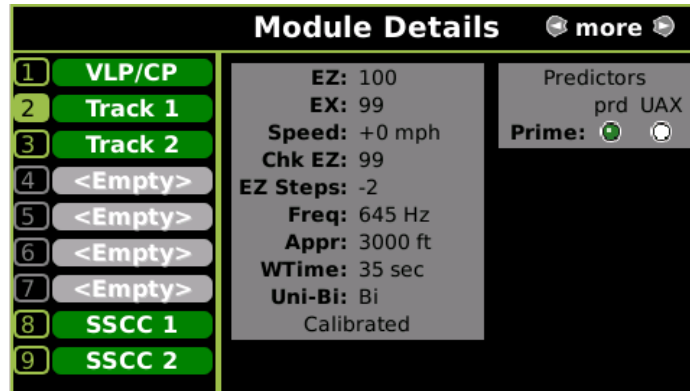 Module Details
more
1 VLP/CP
2 Track 1
3 Track 2
4 <Empty>
5 <Empty>
6 <Empty>
7 <Empty>
8 SSCC 1
9 SSCC 2
EZ: 100
EX: 99
Speed: +0 mph
Chk EZ: 99
EZ Steps: -2
Freq: 645 Hz
Appr: 3000 ft
WTime: 35 sec
Uni-Bi: Bi
Calibrated
Predictors
prd UAX
Prime: